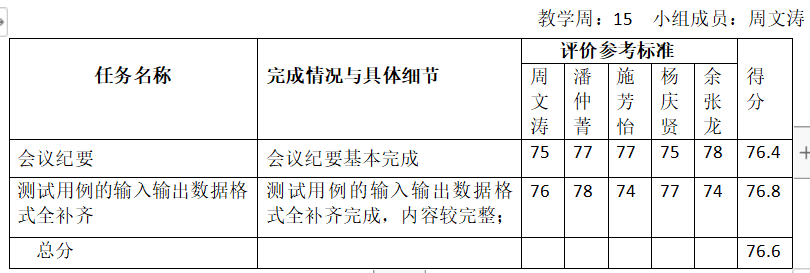 教学周：15 小组成员：周文涛
任务名称 完成情况与具体细节 评价参考标准 得分
周文涛 潘仲菁 施芳怡 杨庆贤 余张龙
会议纪要 会议纪要基本完成 75 77 77 75 78 76.4
测试用例的输入输出数据格式全补齐 测试用例的输入输出数据格式全补齐完成，内容较完整； 76 78 74 77 74 76.8
总分 76.6